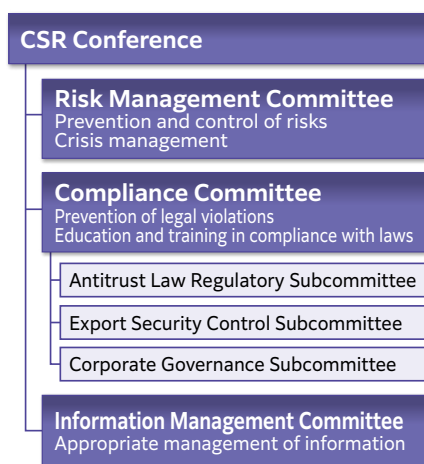 CSR Conference
Risk Management Committee
Prevention and control of risks
Crisis management
Compliance Committee
Prevention of legal violations
Education and training in compliance with laws
Antitrust Law Regulatory Subcommittee
Export Security Control Subcommittee
Corporate Governance Subcommittee
Information Management Committee
Appropriate management of information